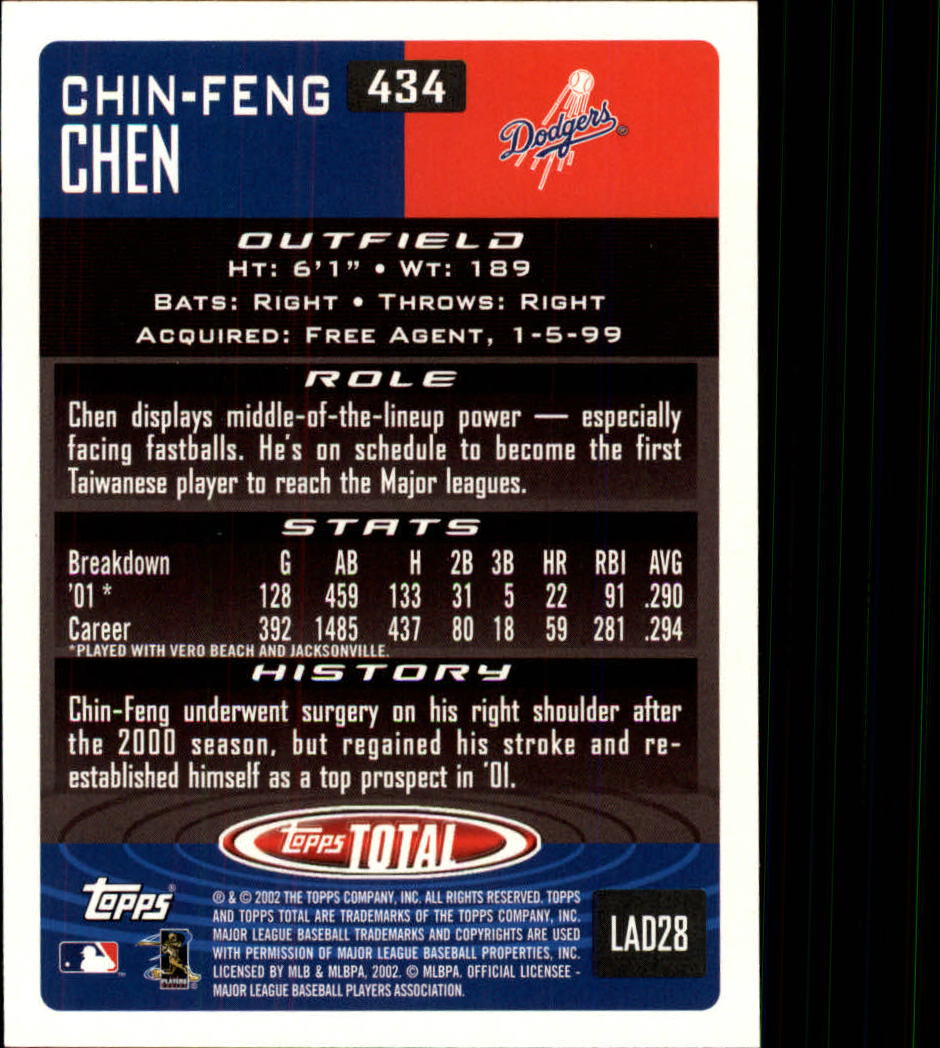 CHIN-FENG
CHEN
434
Dodgers ®
OUTFIELD
HT: 6'1" • WT: 189
BATS: RIGHT • THROWS: RIGHT
ACQUIRED: FREE AGENT, 1-5-99
ROLE
Chen displays middle-of-the-lineup power — especially
facing fastballs. He's on schedule to become the first
Taiwanese player to reach the Major leagues.
STATS
Breakdown G AB H 2B 3B HR RBI AVG
'01 * 128 459 133 31 5 22 91 .290
Career 392 1485 437 80 18 59 281 .294
*PLAYED WITH VERO BEACH AND JACKSONVILLE.
HISTORY
Chin-Feng underwent surgery on his right shoulder after
the 2000 season, but regained his stroke and re-
established himself as a top prospect in '01.
Topps TOTAL
Topps ®
® & © 2002 THE TOPPS COMPANY, INC. ALL RIGHTS RESERVED. TOPPS
AND TOPPS TOTAL ARE TRADEMARKS OF THE TOPPS COMPANY, INC.
MAJOR LEAGUE BASEBALL TRADEMARKS AND COPYRIGHTS ARE USED
WITH PERMISSION OF MAJOR LEAGUE BASEBALL PROPERTIES, INC.
LICENSED BY MLB & MLBPA, 2002. © MLBPA. OFFICIAL LICENSEE -
MAJOR LEAGUE BASEBALL PLAYERS ASSOCIATION.
PLAYERS
LAD28